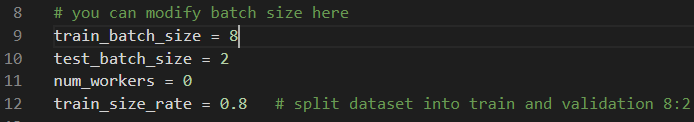 8 # you can modify batch size here
9 train_batch_size = 8
10 test_batch_size = 2
11 num_workers = 0
12 train_size_rate = 0.8 # split dataset into train and validation 8:2